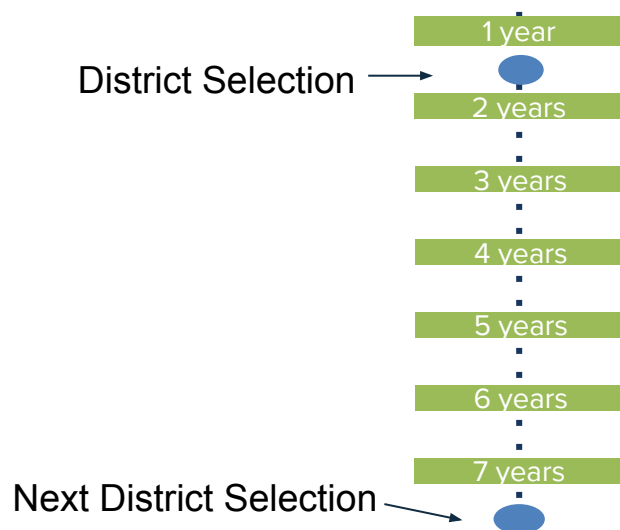 1 year
District Selection
2 years
3 years
4 years
5 years
6 years
7 years
Next District Selection